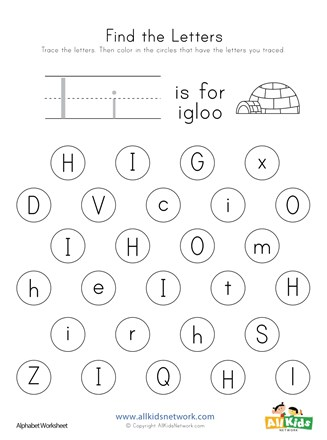 Find the Letters
Trace the letters. Then color in the circles that have the letters you traced
I i is for
igloo
H I G x
D V c i O
I H O m
h e I t H
i r h S
Z I Q H l
Alphabet Worksheet
www.allkidsnetwork.com
© Copyright AllKidsNetwork.com
All Kids
NETWORK